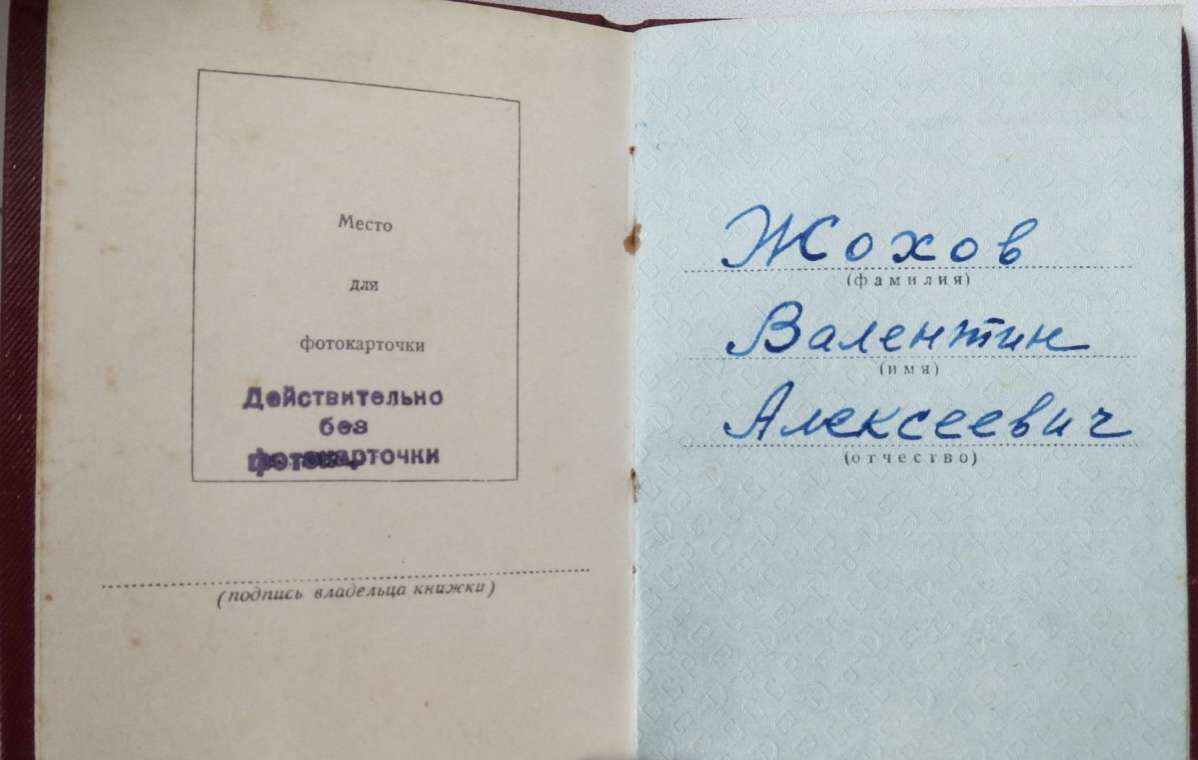 Место
для
фотокарточки
Действительно
без
фотокарточки
(подпись владельца книжки)
Жохов
(фамилия)
Валентин
(имя)
Алексеевич
(отчество)